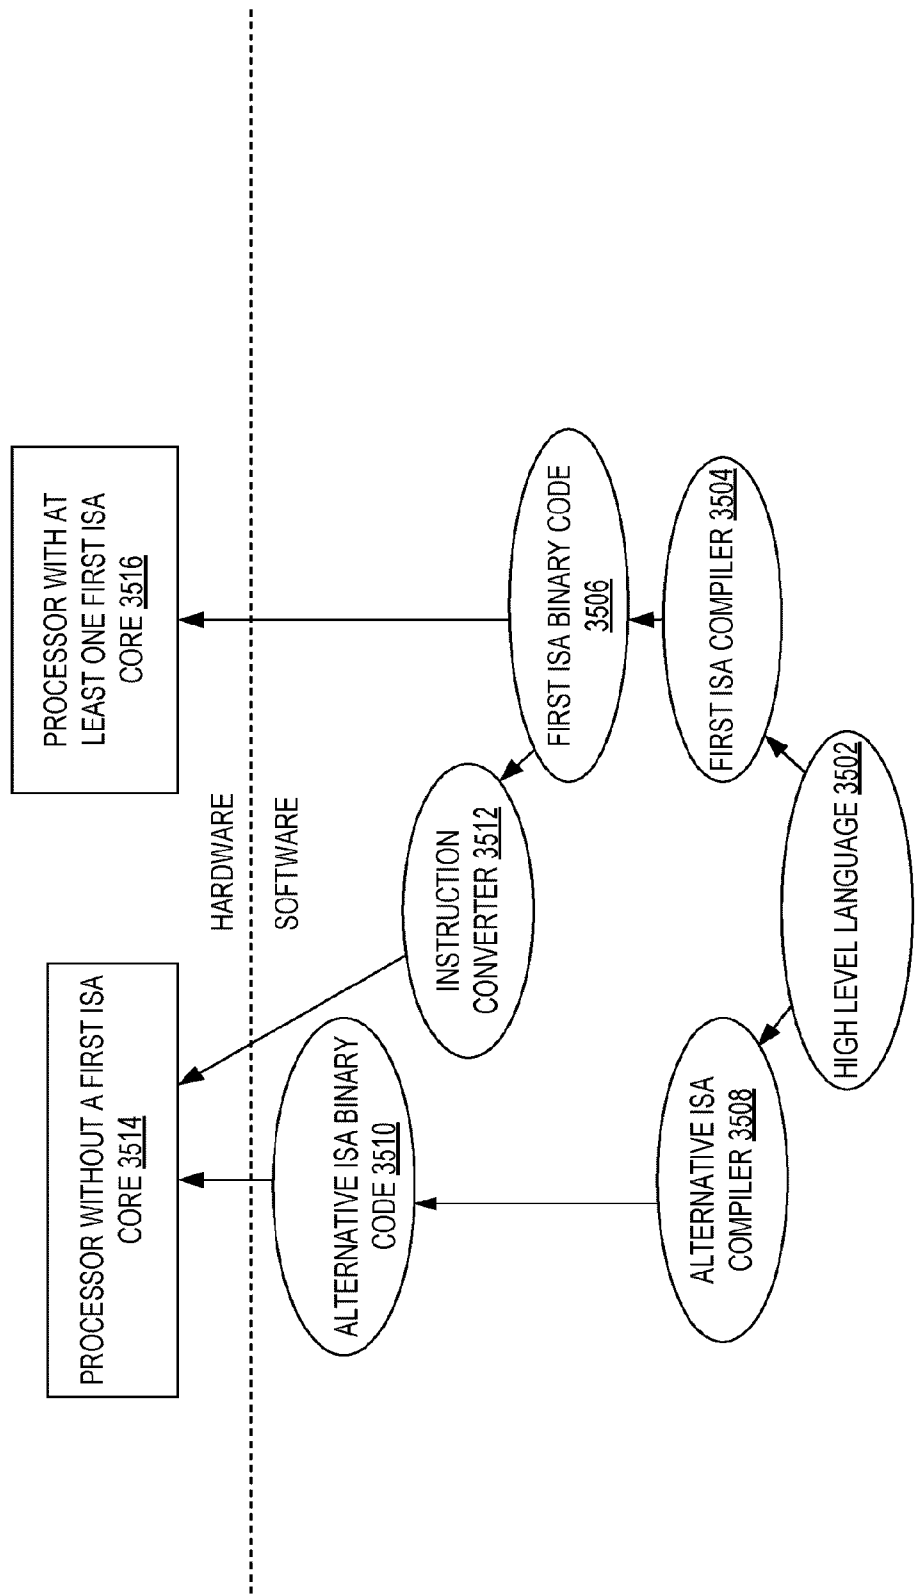 PROCESSOR WITHOUT A FIRST ISA
CORE 3514
PROCESSOR WITH AT
LEAST ONE FIRST ISA
CORE 3516
HARDWARE
SOFTWARE
ALTERNATIVE ISA BINARY
CODE 3510
INSTRUCTION
CONVERTER 3512
FIRST ISA BINARY CODE
3506
ALTERNATIVE ISA
COMPILER 3508
FIRST ISA COMPILER 3504
HIGH LEVEL LANGUAGE 3502